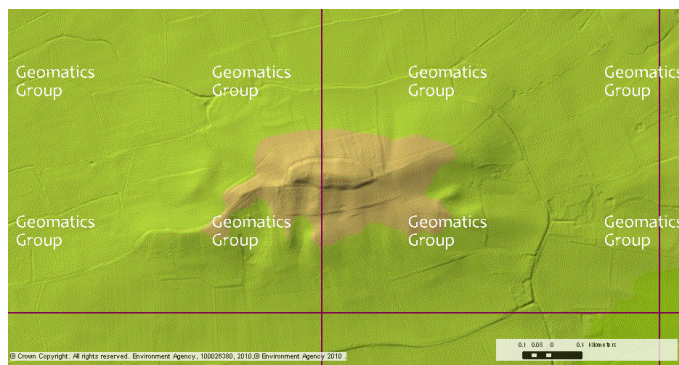 Geomatics
Group
Geomatics
Group
Geomatics
Group
Geomatics
Group
Geomatics
Group
Geomatics
Group
Geomatics
Group
Geomatics
Group
© Crown Copyright. All rights reserved. Environment Agency, 100026380, 2010,© Environment Agency 2010
0.1 0.05 0 0.1 Kilometers